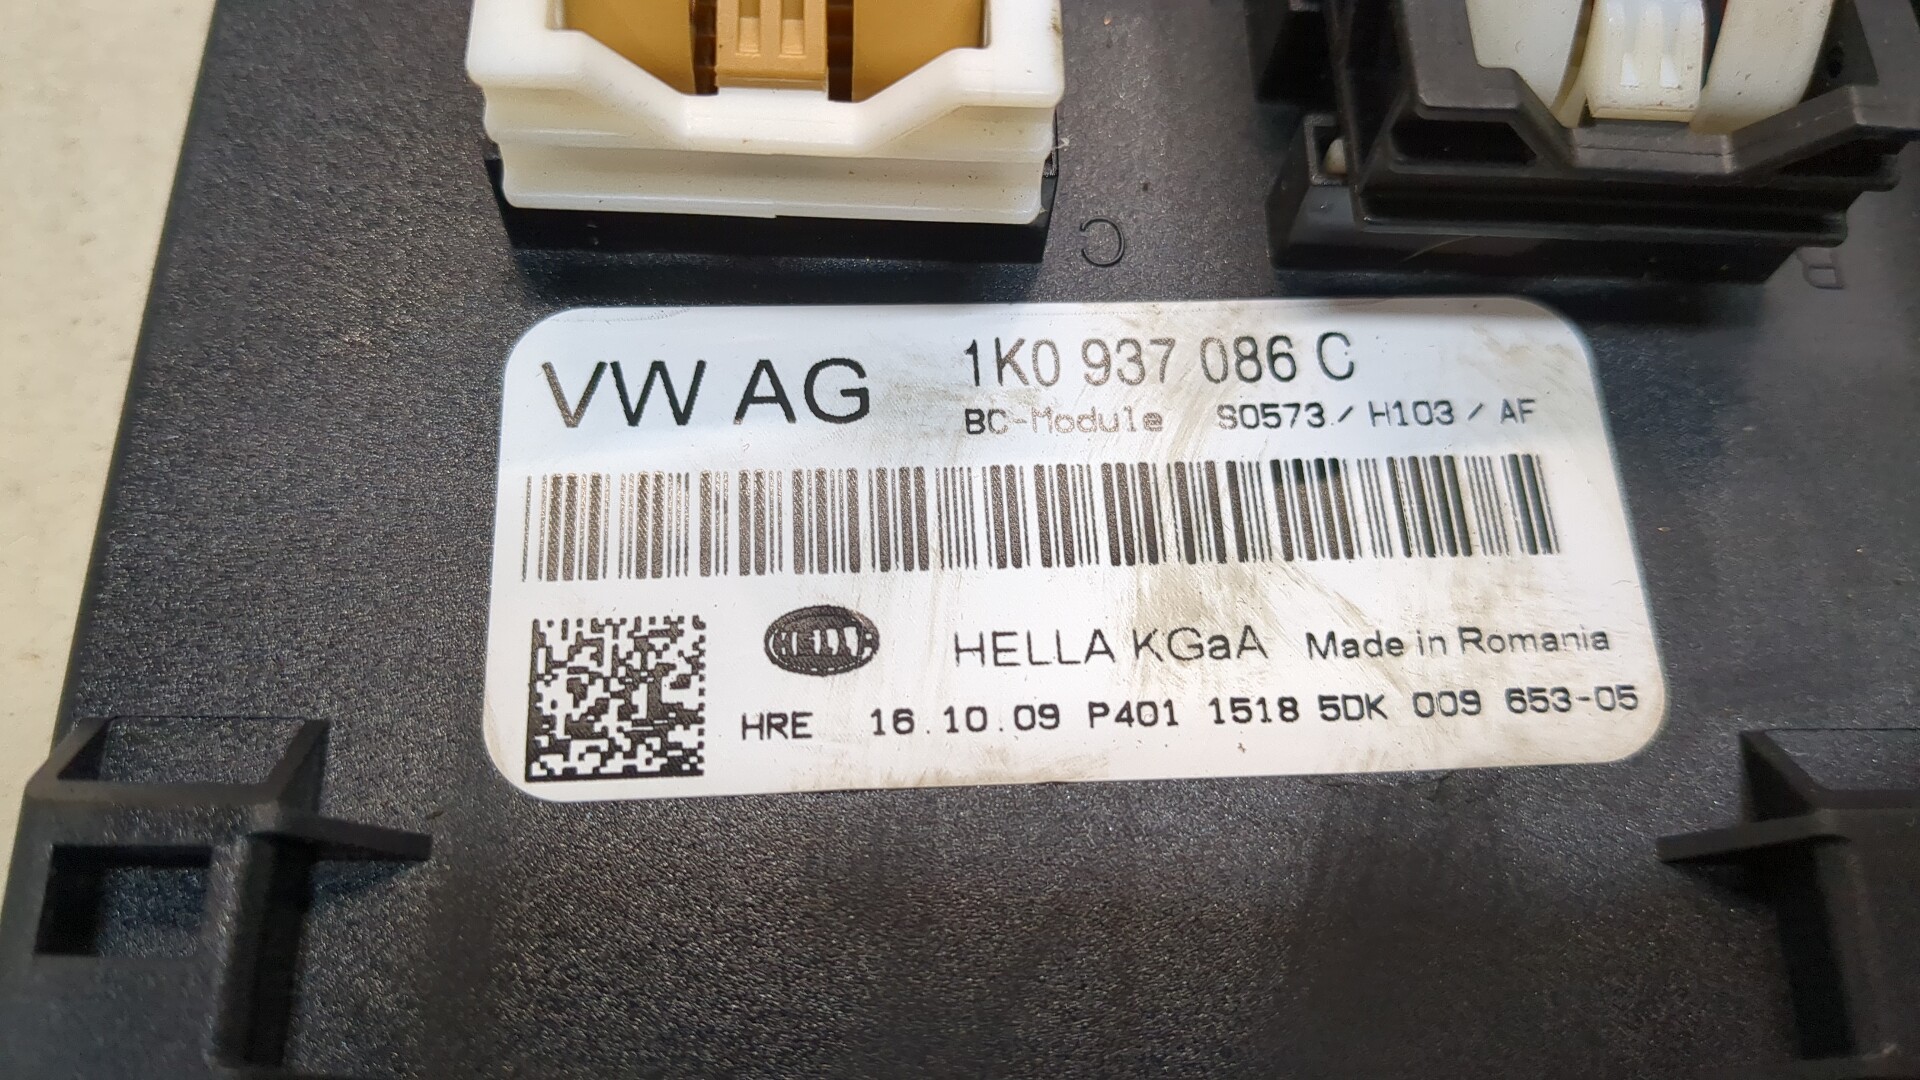 C
B
VW AG 1K0 937 086 C
BC-Module S0573 / H103 / AF
HELLA HELLA KGaA Made in Romania
HRE 16.10.09 P401 1518 5DK 009 653-05